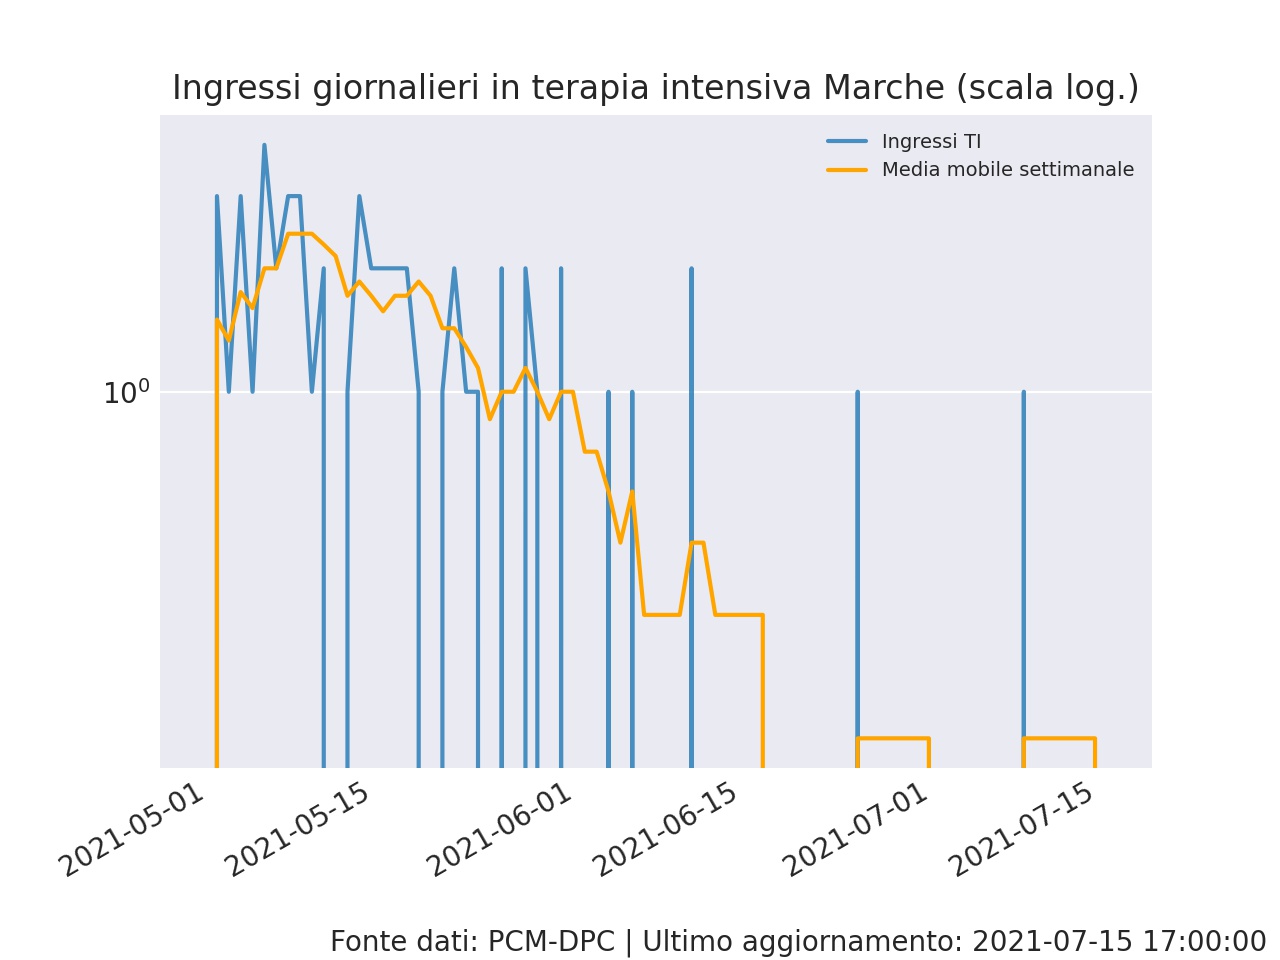 Ingressi giornalieri in terapia intensiva Marche (scala log.)
Ingressi TI
Media mobile settimanale
10⁰
2021-05-01
2021-05-15
2021-06-01
2021-06-15
2021-07-01
2021-07-15
Fonte dati: PCM-DPC | Ultimo aggiornamento: 2021-07-15 17:00:00